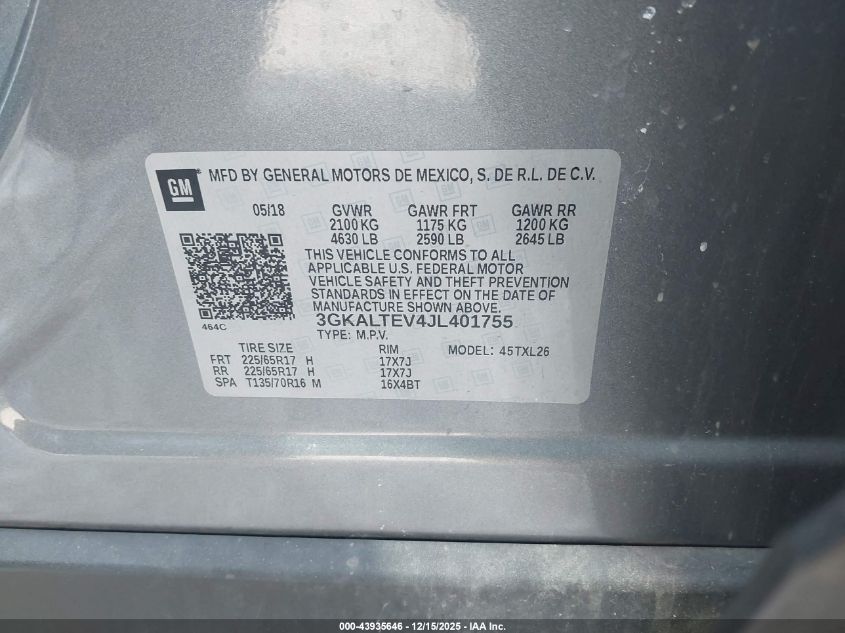 GM
MFD BY GENERAL MOTORS DE MEXICO, S. DE R.L. DE C.V.
05/18 GVWR GAWR FRT GAWR RR
2100 KG 1175 KG 1200 KG
4630 LB 2590 LB 2645 LB
THIS VEHICLE CONFORMS TO ALL
APPLICABLE U.S. FEDERAL MOTOR
VEHICLE SAFETY AND THEFT PREVENTION
STANDARDS IN EFFECT ON THE DATE OF
MANUFACTURE SHOWN ABOVE.
464C
3GKALTEV4JL401755
TYPE: M.P.V.
TIRE SIZE RIM MODEL: 45TXL26
FRT 225/65R17 H 17X7J
RR 225/65R17 H 17X7J
SPA T135/70R16 M 16X4BT
000-43935646 - 12/15/2025 - IAA Inc.